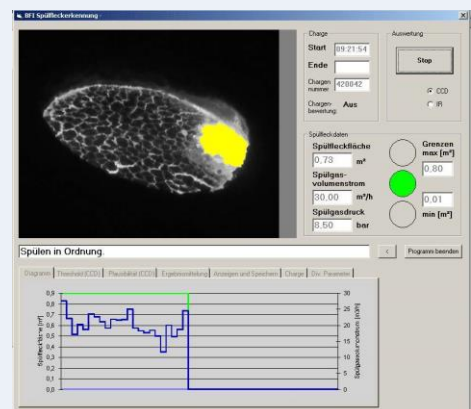 BFI Spülfleckerkennung -
Charge
Start 09:21:54
Ende
Chargen nummer 420042
Chargen-bewertung: Aus
Auswertung
Stop
CCD
IR
Spülfleckdaten
Spülfleckfläche
0,73 m²
Spülgas-volumenstrom
30,00 m³/h
Spülgasdruck
8,50 bar
Grenzen
max [m²]
0,80
0,01
min [m²]
Spülen in Ordnung.
<
Programm beenden
Diagramm Threshold (CCD) Plausibilität (CCD) Ergebnismitteilung Anzeigen und Speichern Charge Div. Parameter
Spülfleckfläche [m²]
0,9
0,8
0,7
0,6
0,5
0,4
0,3
0,2
0,1
0,0
30
25
20
15
10
5
0